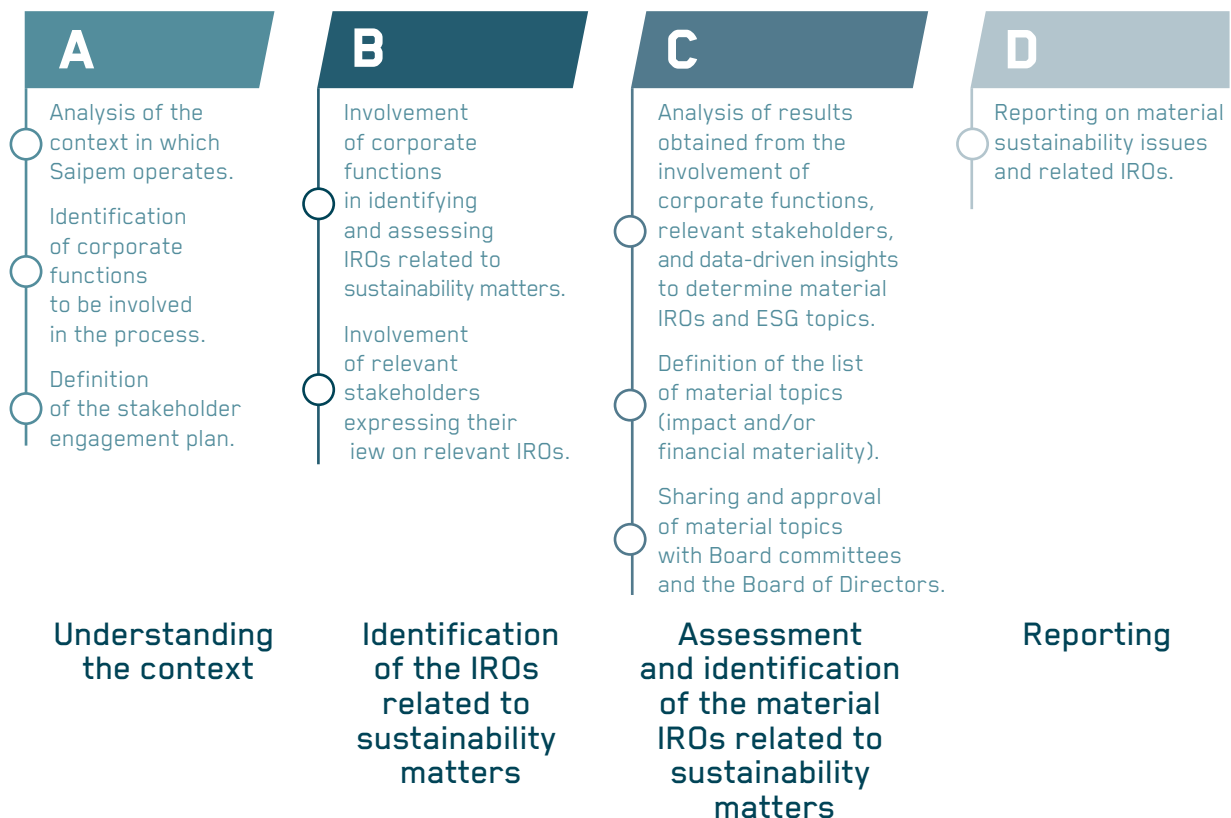 A
Analysis of the
context in which
Saipem operates.
Identification
of corporate
functions
to be involved
in the process.
Definition
of the stakeholder
engagement plan.
Understanding
the context
B
Involvement
of corporate
functions
in identifying
and assessing
IROs related to
sustainability matters.
Involvement
of relevant
stakeholders
expressing their
iew on relevant IROs.
Identification
of the IROs
related to
sustainability
matters
C
Analysis of results
obtained from the
involvement of
corporate functions,
relevant stakeholders,
and data-driven insights
to determine material
IROs and ESG topics.
Definition of the list
of material topics
(impact and/or
financial materiality).
Sharing and approval
of material topics
with Board committees
and the Board of Directors.
Assessment
and identification
of the material
IROs related to
sustainability
matters
D
Reporting on material
sustainability issues
and related IROs.
Reporting